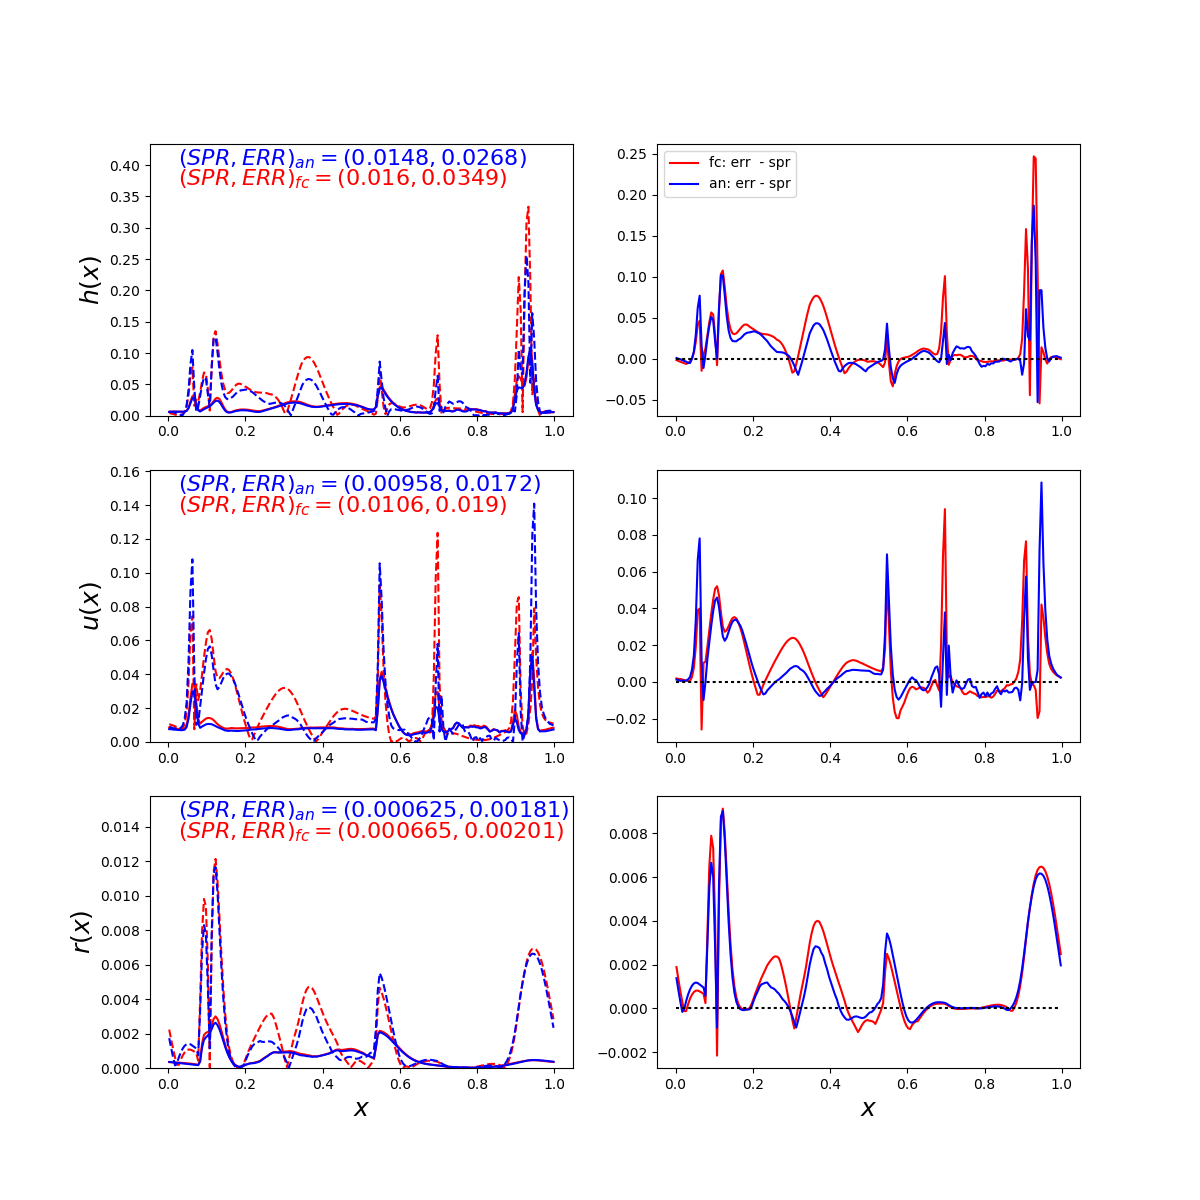 (SPR, ERR)an = (0.0148, 0.0268)
(SPR, ERR)fc = (0.016, 0.0349)
h(x)
0.40
0.35
0.30
0.25
0.20
0.15
0.10
0.05
0.00
0.0 0.2 0.4 0.6 0.8 1.0
fc: err - spr
an: err - spr
0.25
0.20
0.15
0.10
0.05
0.00
−0.05
0.0 0.2 0.4 0.6 0.8 1.0
(SPR, ERR)an = (0.00958, 0.0172)
(SPR, ERR)fc = (0.0106, 0.019)
u(x)
0.16
0.14
0.12
0.10
0.08
0.06
0.04
0.02
0.00
0.0 0.2 0.4 0.6 0.8 1.0
0.10
0.08
0.06
0.04
0.02
0.00
−0.02
0.0 0.2 0.4 0.6 0.8 1.0
(SPR, ERR)an = (0.000625, 0.00181)
(SPR, ERR)fc = (0.000665, 0.00201)
r(x)
0.014
0.012
0.010
0.008
0.006
0.004
0.002
0.000
0.0 0.2 0.4 0.6 0.8 1.0
x
0.008
0.006
0.004
0.002
0.000
−0.002
0.0 0.2 0.4 0.6 0.8 1.0
x